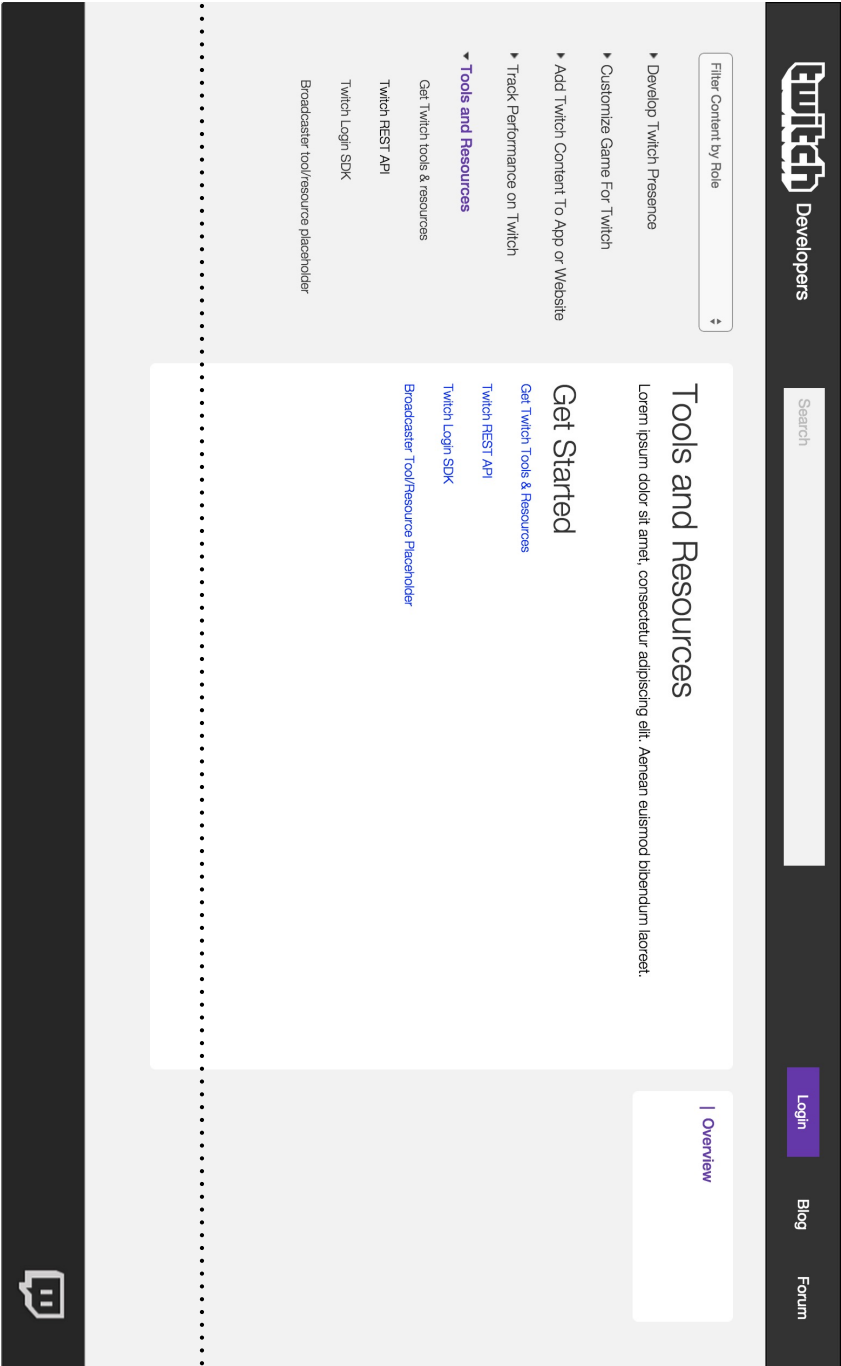 twitch Developers
Search
Login
Blog
Forum
Filter Content by Role
Develop Twitch Presence
Customize Game For Twitch
Add Twitch Content To App or Website
Track Performance on Twitch
Tools and Resources
Get Twitch tools & resources
Twitch REST API
Twitch Login SDK
Broadcaster tool/resource placeholder
Tools and Resources
Lorem ipsum dolor sit amet, consectetur adipiscing elit. Aenean euismod bibendum laoreet.
Get Started
Get Twitch Tools & Resources
Twitch REST API
Twitch Login SDK
Broadcaster Tool/Resource Placeholder
Overview